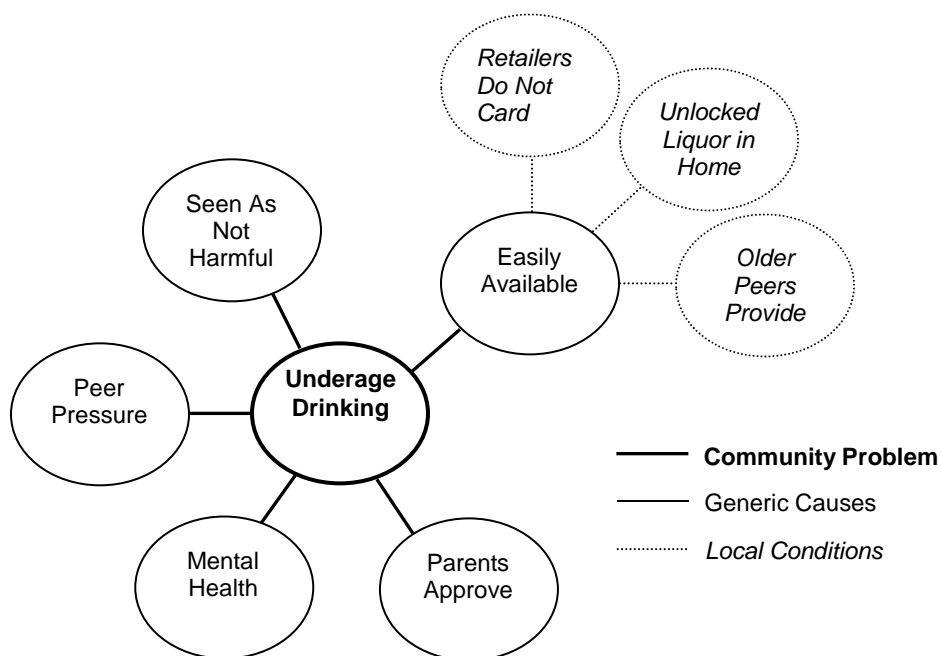 Retailers
Do Not
Card
Unlocked
Liquor in
Home
Seen As
Not
Harmful
Easily
Available
Older
Peers
Provide
Underage
Drinking
Peer
Pressure
Mental
Health
Parents
Approve
Community Problem
Generic Causes
Local Conditions